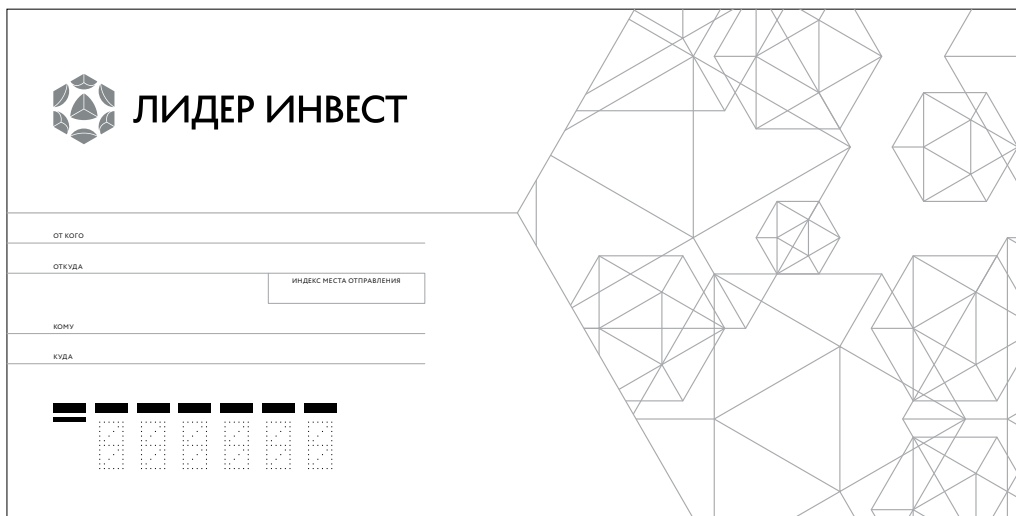 ЛИДЕР ИНВЕСТ
ОТ КОГО
ОТКУДА
ИНДЕКС МЕСТА ОТПРАВЛЕНИЯ
КОМУ
КУДА